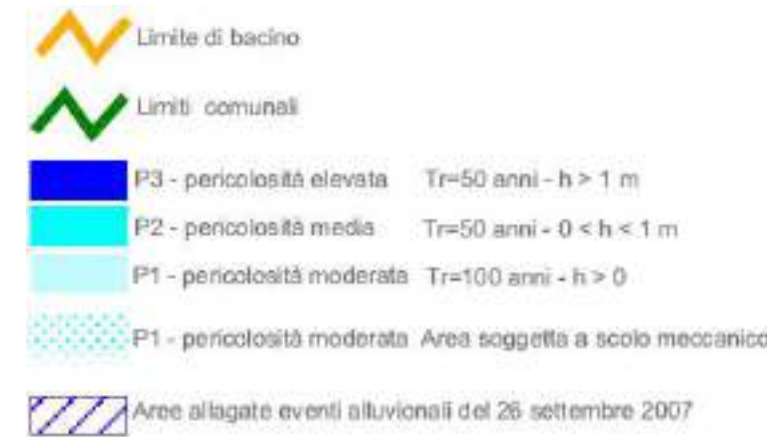 Limite di bacino
Limiti comunali
P3 - pericolosità elevata Tr=50 anni - h > 1 m
P2 - pericolosità media Tr=50 anni - 0 < h < 1 m
P1 - pericolosità moderata Tr=100 anni - h > 0
P1 - pericolosità moderata Area soggetta a scolo meccanico
Aree allagate eventi alluvionali del 26 settembre 2007